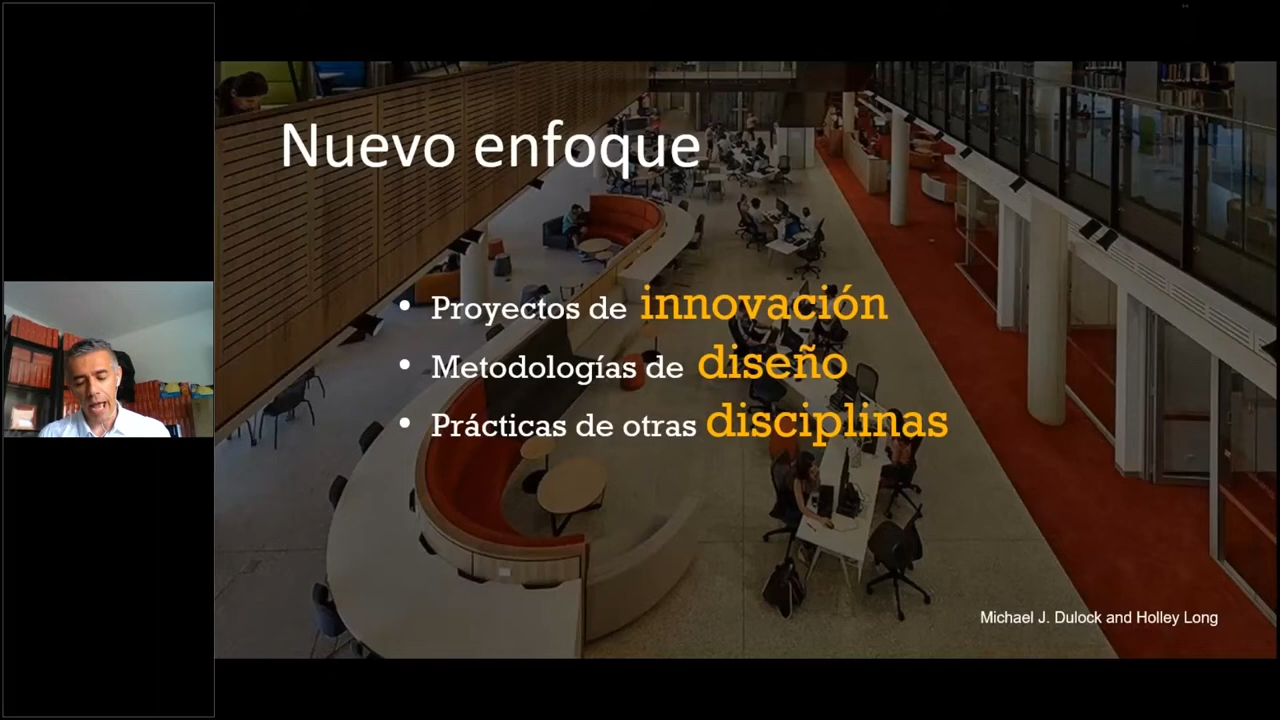 Nuevo enfoque
• Proyectos de innovación
• Metodologías de diseño
• Prácticas de otras disciplinas
Michael J. Dulock and Holley Long